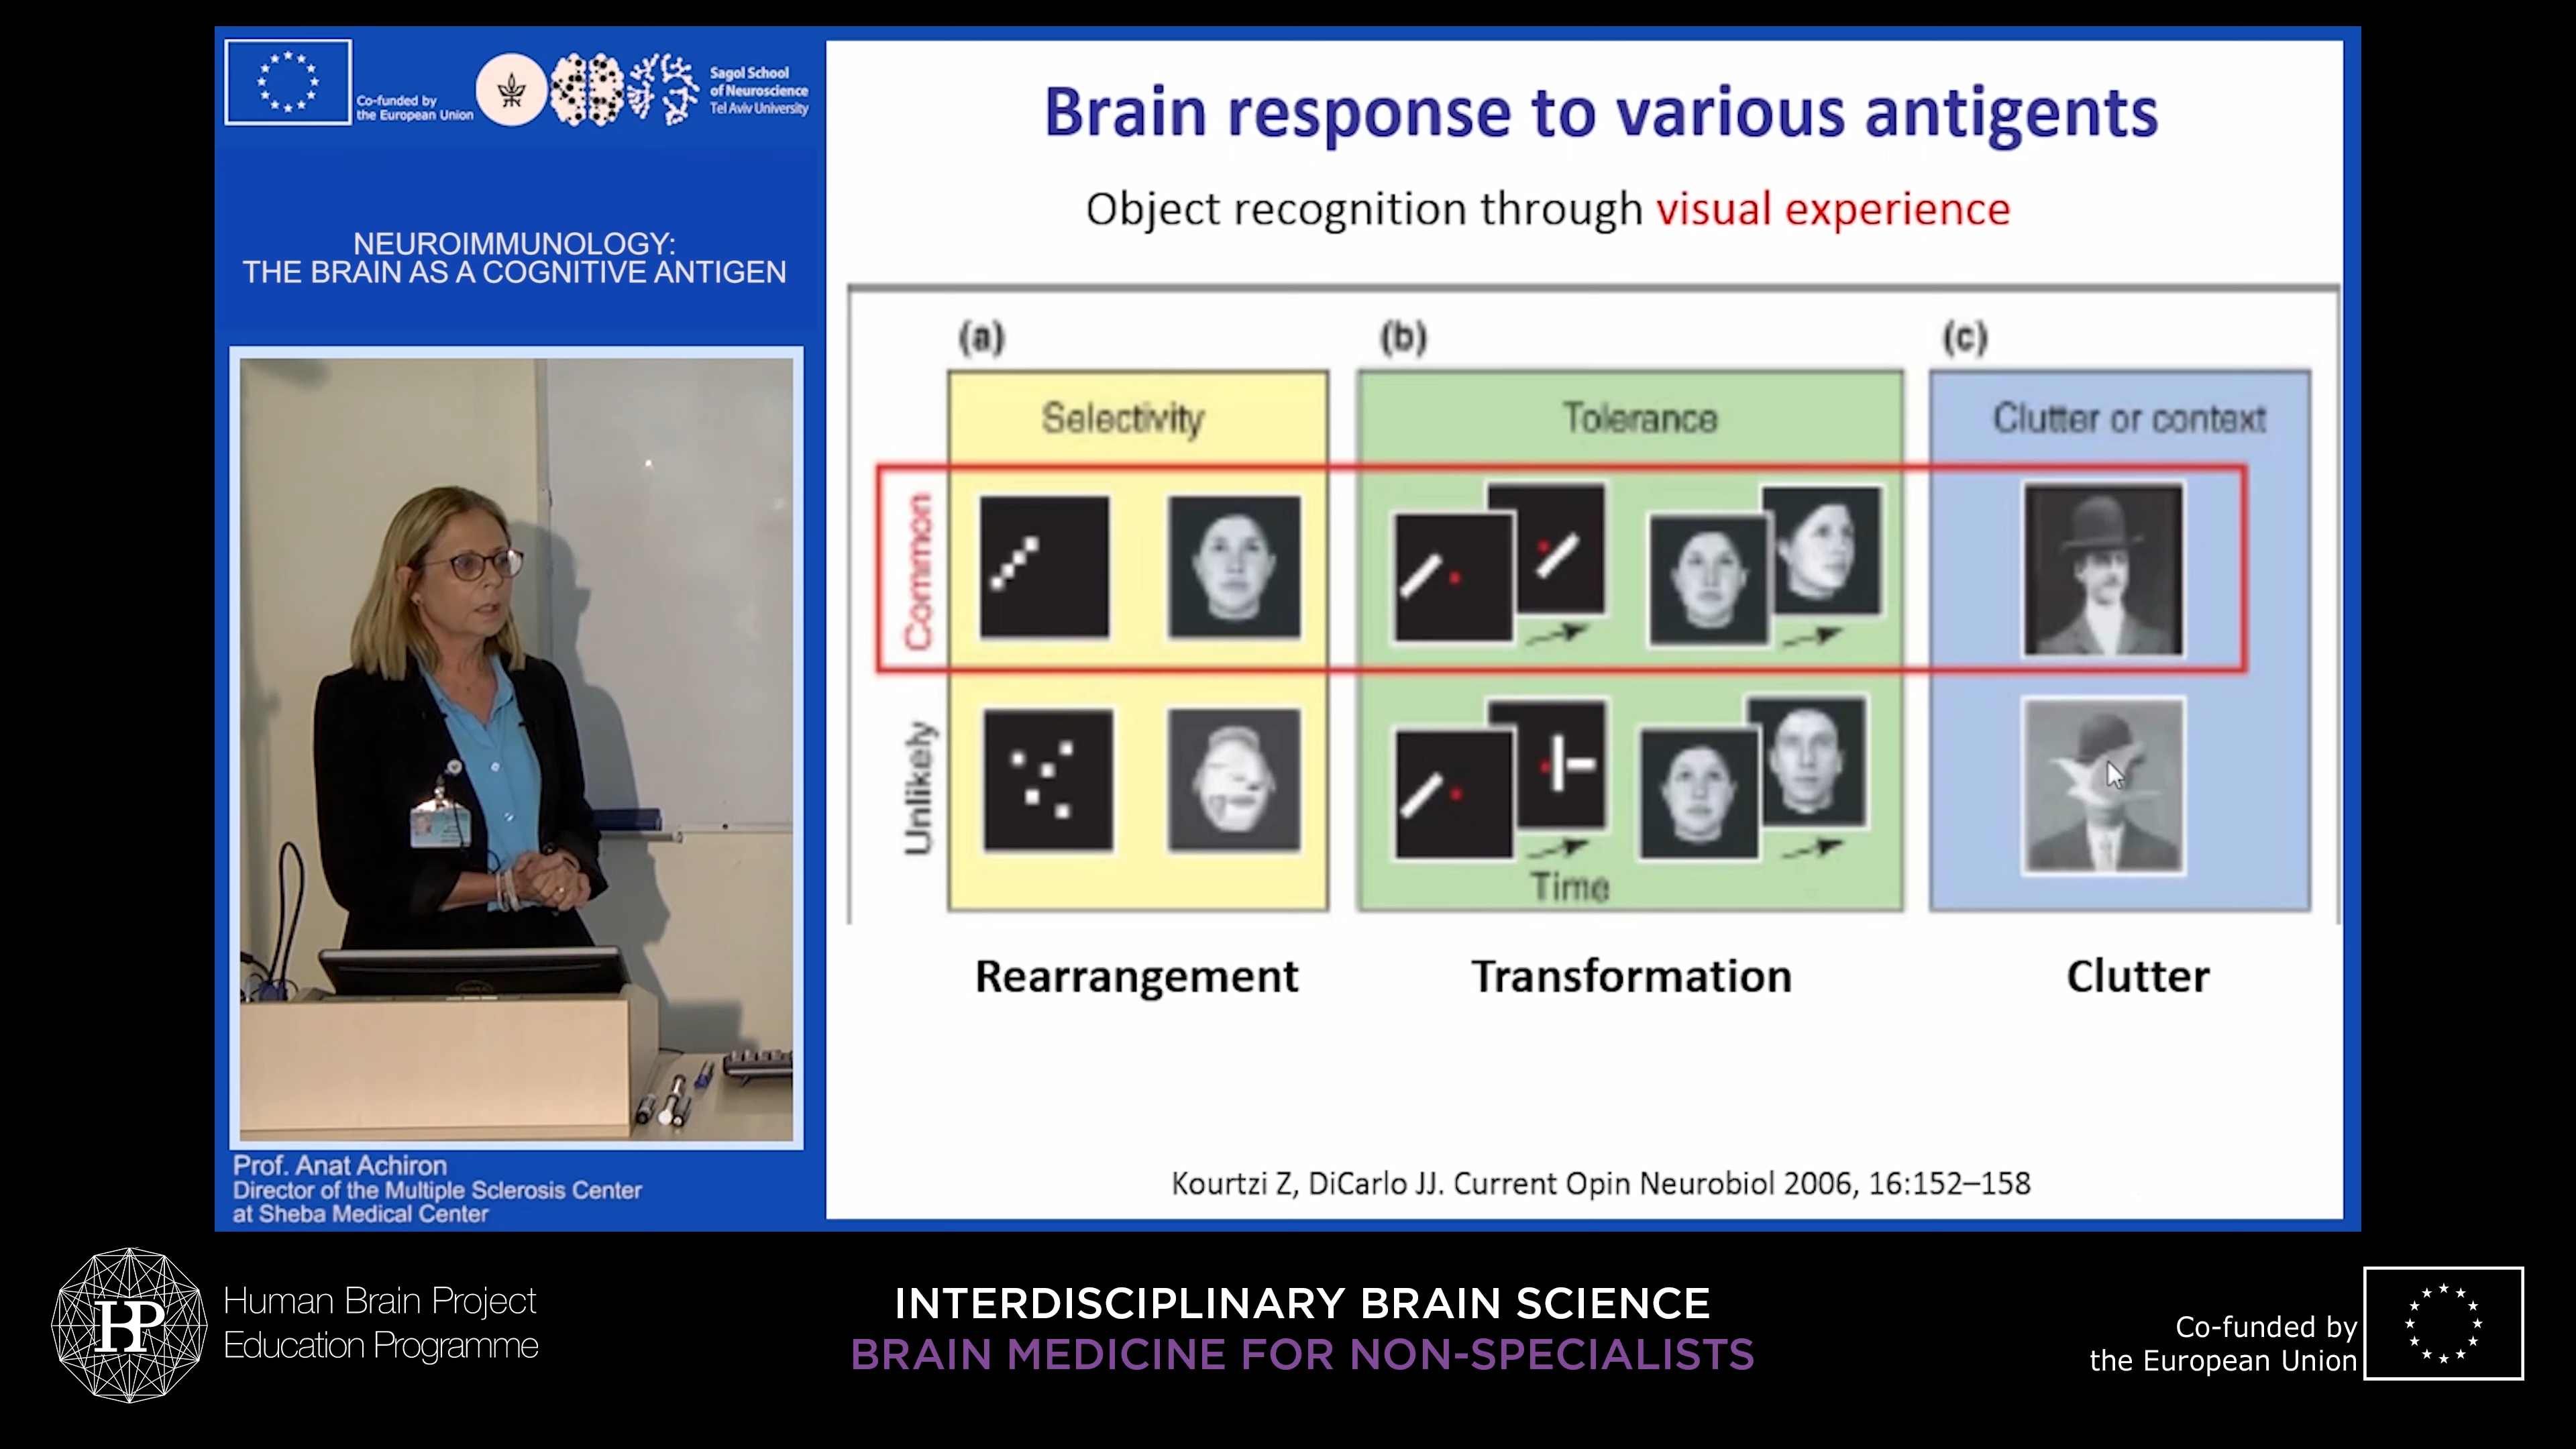 Co-funded by
the European Union
Sagol School
of Neuroscience
Tel Aviv University
NEUROIMMUNOLOGY:
THE BRAIN AS A COGNITIVE ANTIGEN
Prof. Anat Achiron
Director of the Multiple Sclerosis Center
at Sheba Medical Center
Brain response to various antigents
Object recognition through visual experience
(a)
(b)
(c)
Selectivity
Tolerance
Clutter or context
Common
Unlikely
Time
Rearrangement
Transformation
Clutter
Kourtzi Z, DiCarlo JJ. Current Opin Neurobiol 2006, 16:152–158
HBP
Human Brain Project
Education Programme
INTERDISCIPLINARY BRAIN SCIENCE
BRAIN MEDICINE FOR NON-SPECIALISTS
Co-funded by
the European Union